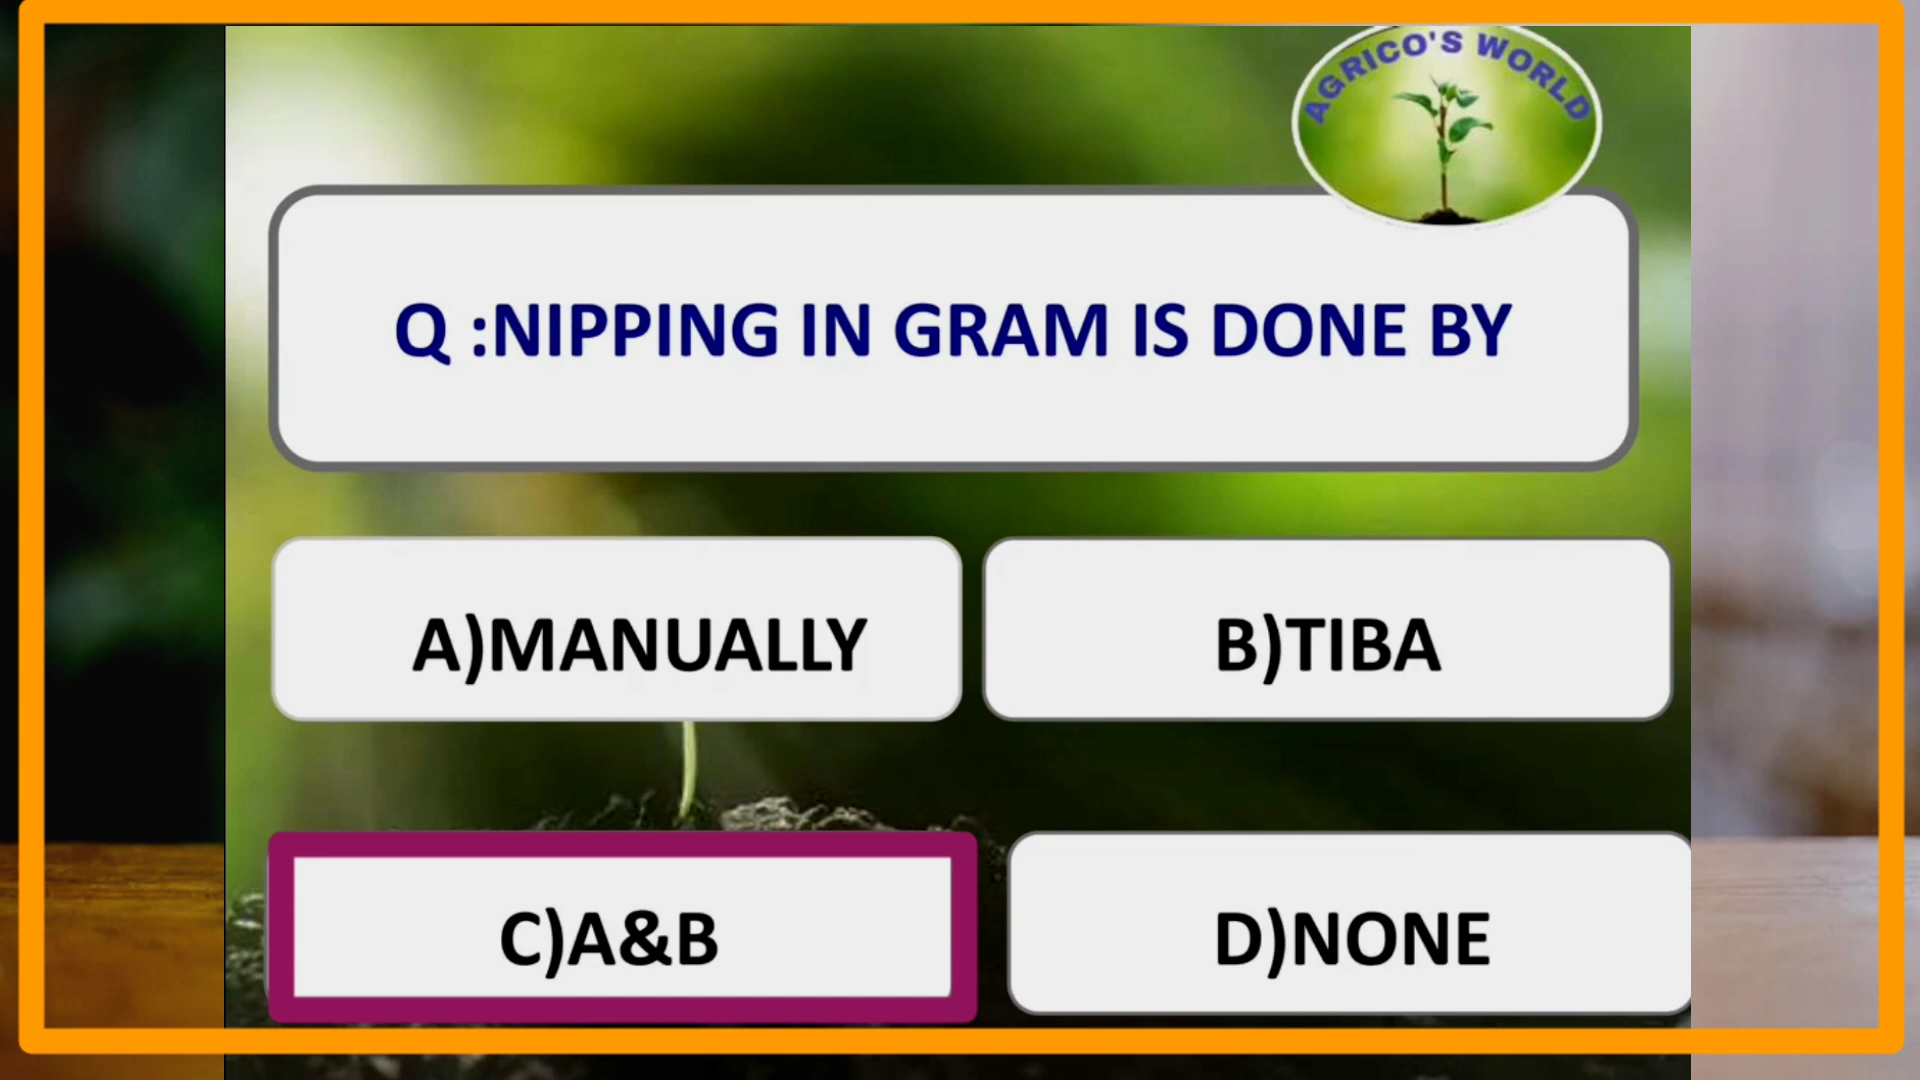 AGRICO'S WORLD
Q :NIPPING IN GRAM IS DONE BY
A)MANUALLY
B)TIBA
C)A&B
D)NONE